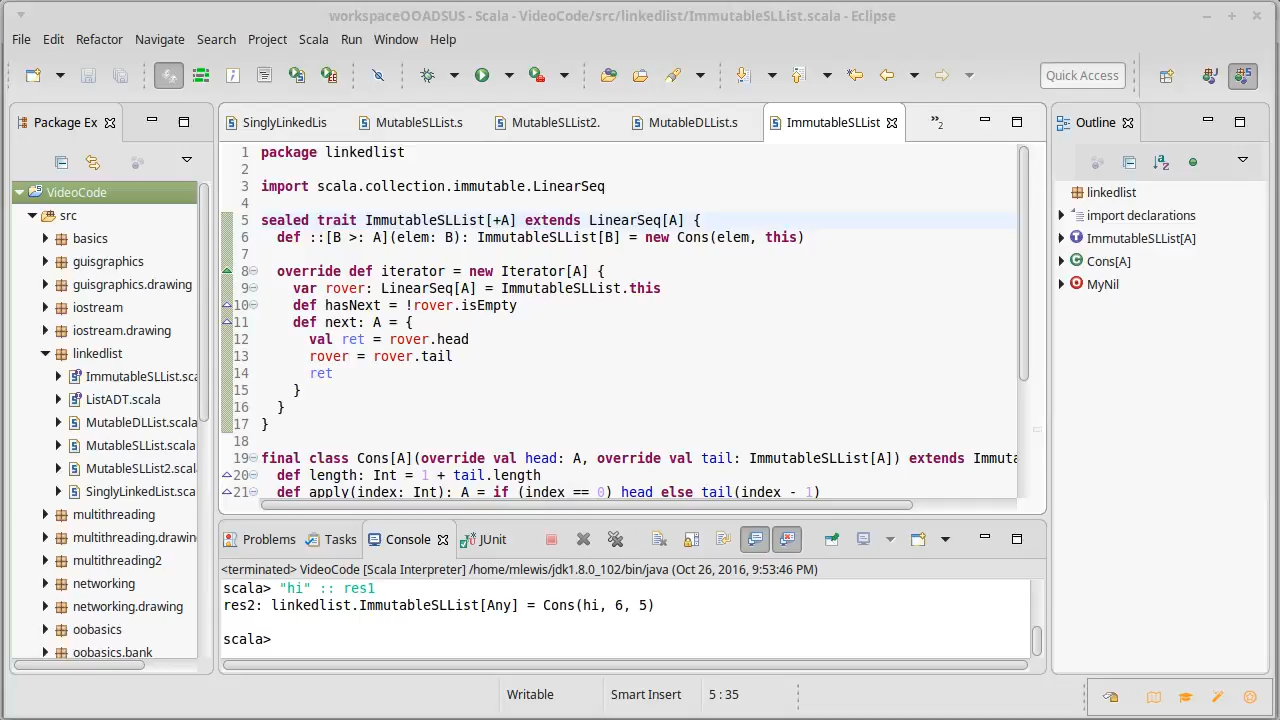 workspaceOOADSUS - Scala - VideoCode/src/linkedlist/ImmutableSLList.scala - Eclipse
File Edit Refactor Navigate Search Project Scala Run Window Help
Quick Access
Package Ex
VideoCode
src
basics
guisgraphics
guisgraphics.drawing
iostream
iostream.drawing
linkedlist
ImmutableSLList.sca
ListADT.scala
MutableDLList.scala
MutableSLList.scala
MutableSLList2.scal
SinglyLinkedList.sca
multithreading
multithreading.drawin
multithreading2
networking
networking.drawing
oobasics
oobasics.bank
SinglyLinkedLis MutableSLList.s MutableSLList2. MutableDLList.s ImmutableSLList »2
1 package linkedlist
2
3 import scala.collection.immutable.LinearSeq
4
5 sealed trait ImmutableSLList[+A] extends LinearSeq[A] {
6   def ::[B >: A](elem: B): ImmutableSLList[B] = new Cons(elem, this)
7
8   override def iterator = new Iterator[A] {
9     var rover: LinearSeq[A] = ImmutableSLList.this
10     def hasNext = !rover.isEmpty
11     def next: A = {
12       val ret = rover.head
13       rover = rover.tail
14       ret
15     }
16   }
17 }
18
19 final class Cons[A](override val head: A, override val tail: ImmutableSLList[A]) extends Immuta
20   def length: Int = 1 + tail.length
21   def apply(index: Int): A = if (index == 0) head else tail(index - 1)
Problems Tasks Console JUnit
<terminated> VideoCode [Scala Interpreter] /home/mlewis/jdk1.8.0_102/bin/java (Oct 26, 2016, 9:53:46 PM)
scala> "hi" :: res1
res2: linkedlist.ImmutableSLList[Any] = Cons(hi, 6, 5)
scala>
Outline
linkedlist
import declarations
ImmutableSLList[A]
Cons[A]
MyNil
Writable Smart Insert 5 : 35